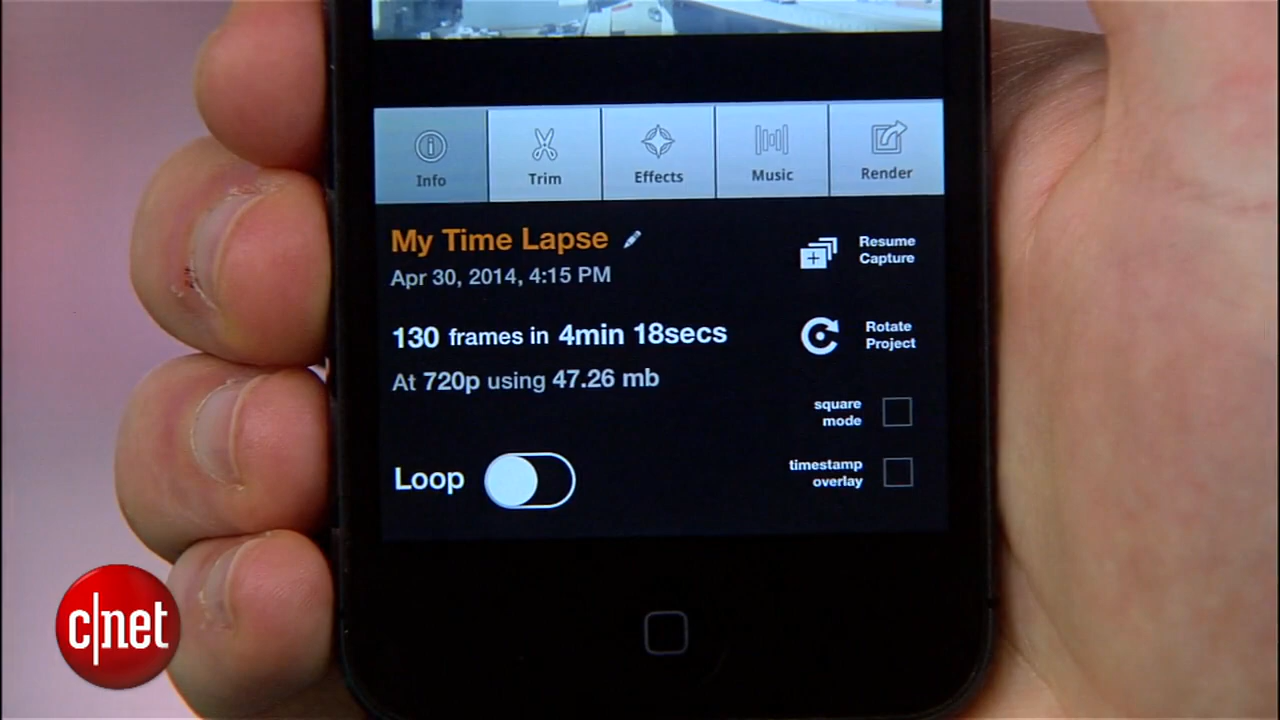 Info
Trim
Effects
Music
Render
My Time Lapse
Apr 30, 2014, 4:15 PM
Resume
Capture
130 frames in 4min 18secs
Rotate
Project
At 720p using 47.26 mb
square
mode
Loop
timestamp
overlay
c|net